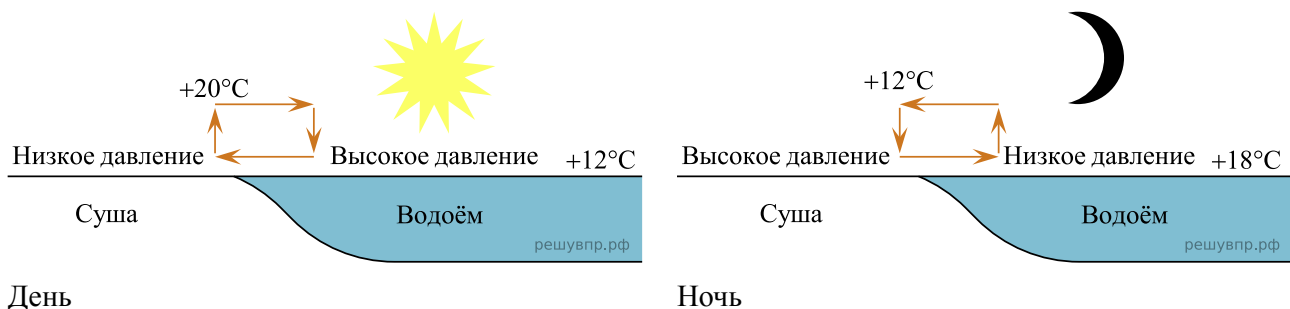 +20°C
Низкое давление
Высокое давление
+12°C
Суша
Водоём
решувпр.рф
День
+12°C
Высокое давление
Низкое давление
+18°C
Суша
Водоём
решувпр.рф
Ночь